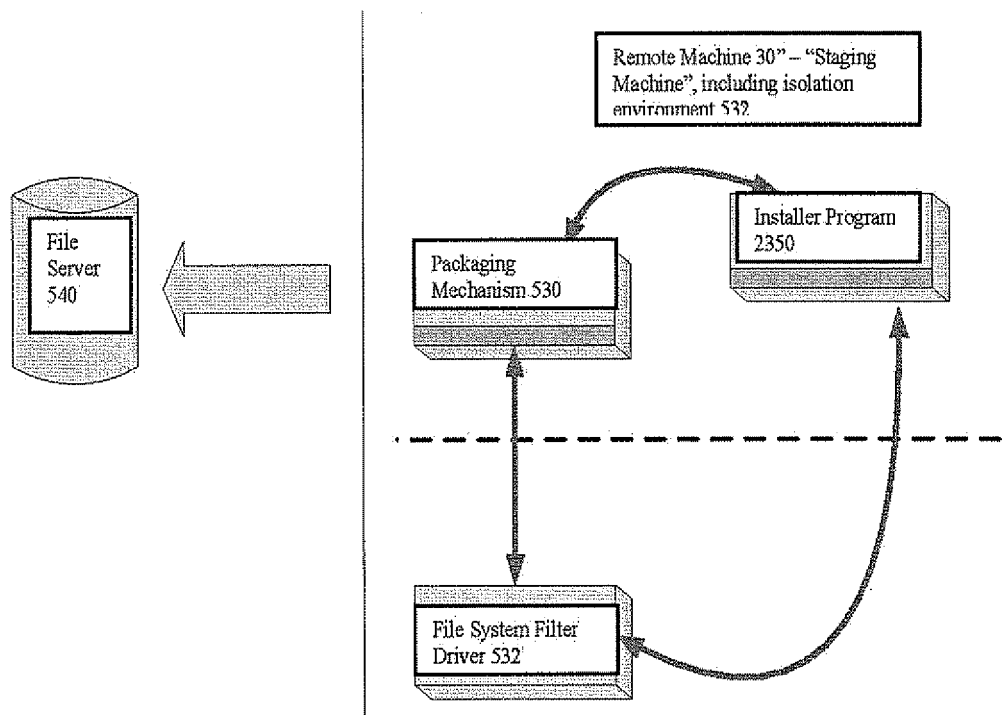 Remote Machine 30” – “Staging
Machine”, including isolation
environment 532
File
Server
540
Packaging
Mechanism 530
Installer Program
2350
File System Filter
Driver 532